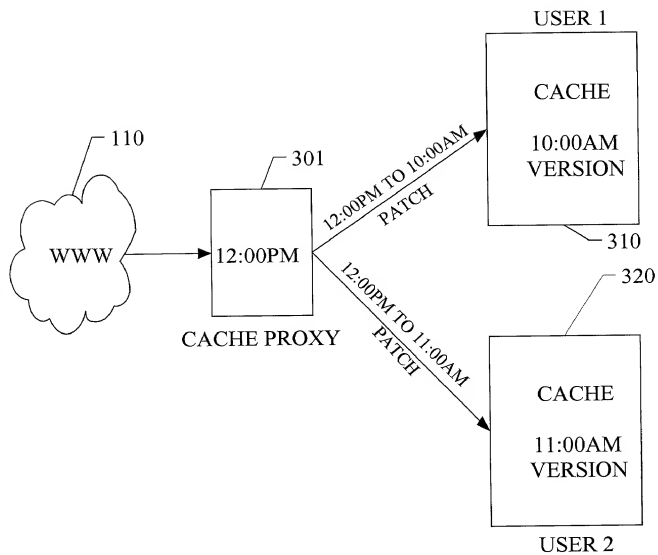 USER 1
CACHE
10:00AM
VERSION
310
110
WWW
301
12:00PM
CACHE PROXY
12:00PM TO 10:00AM
PATCH
12:00PM TO 11:00AM
PATCH
320
CACHE
11:00AM
VERSION
USER 2